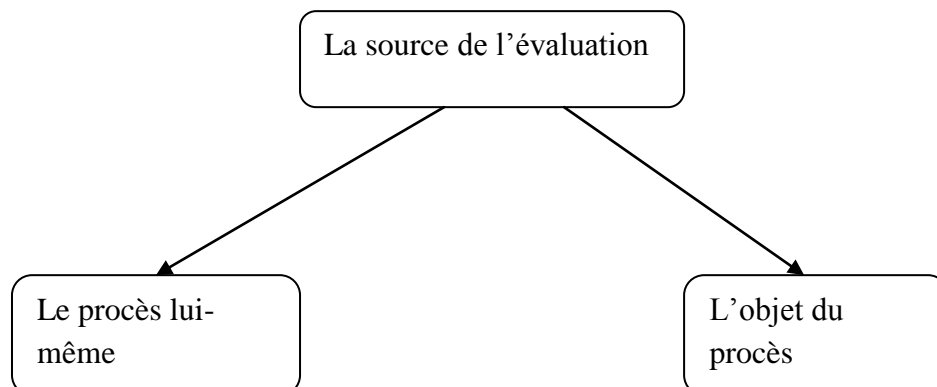 La source de l’évaluation
Le procès lui-
même
L’objet du
procès